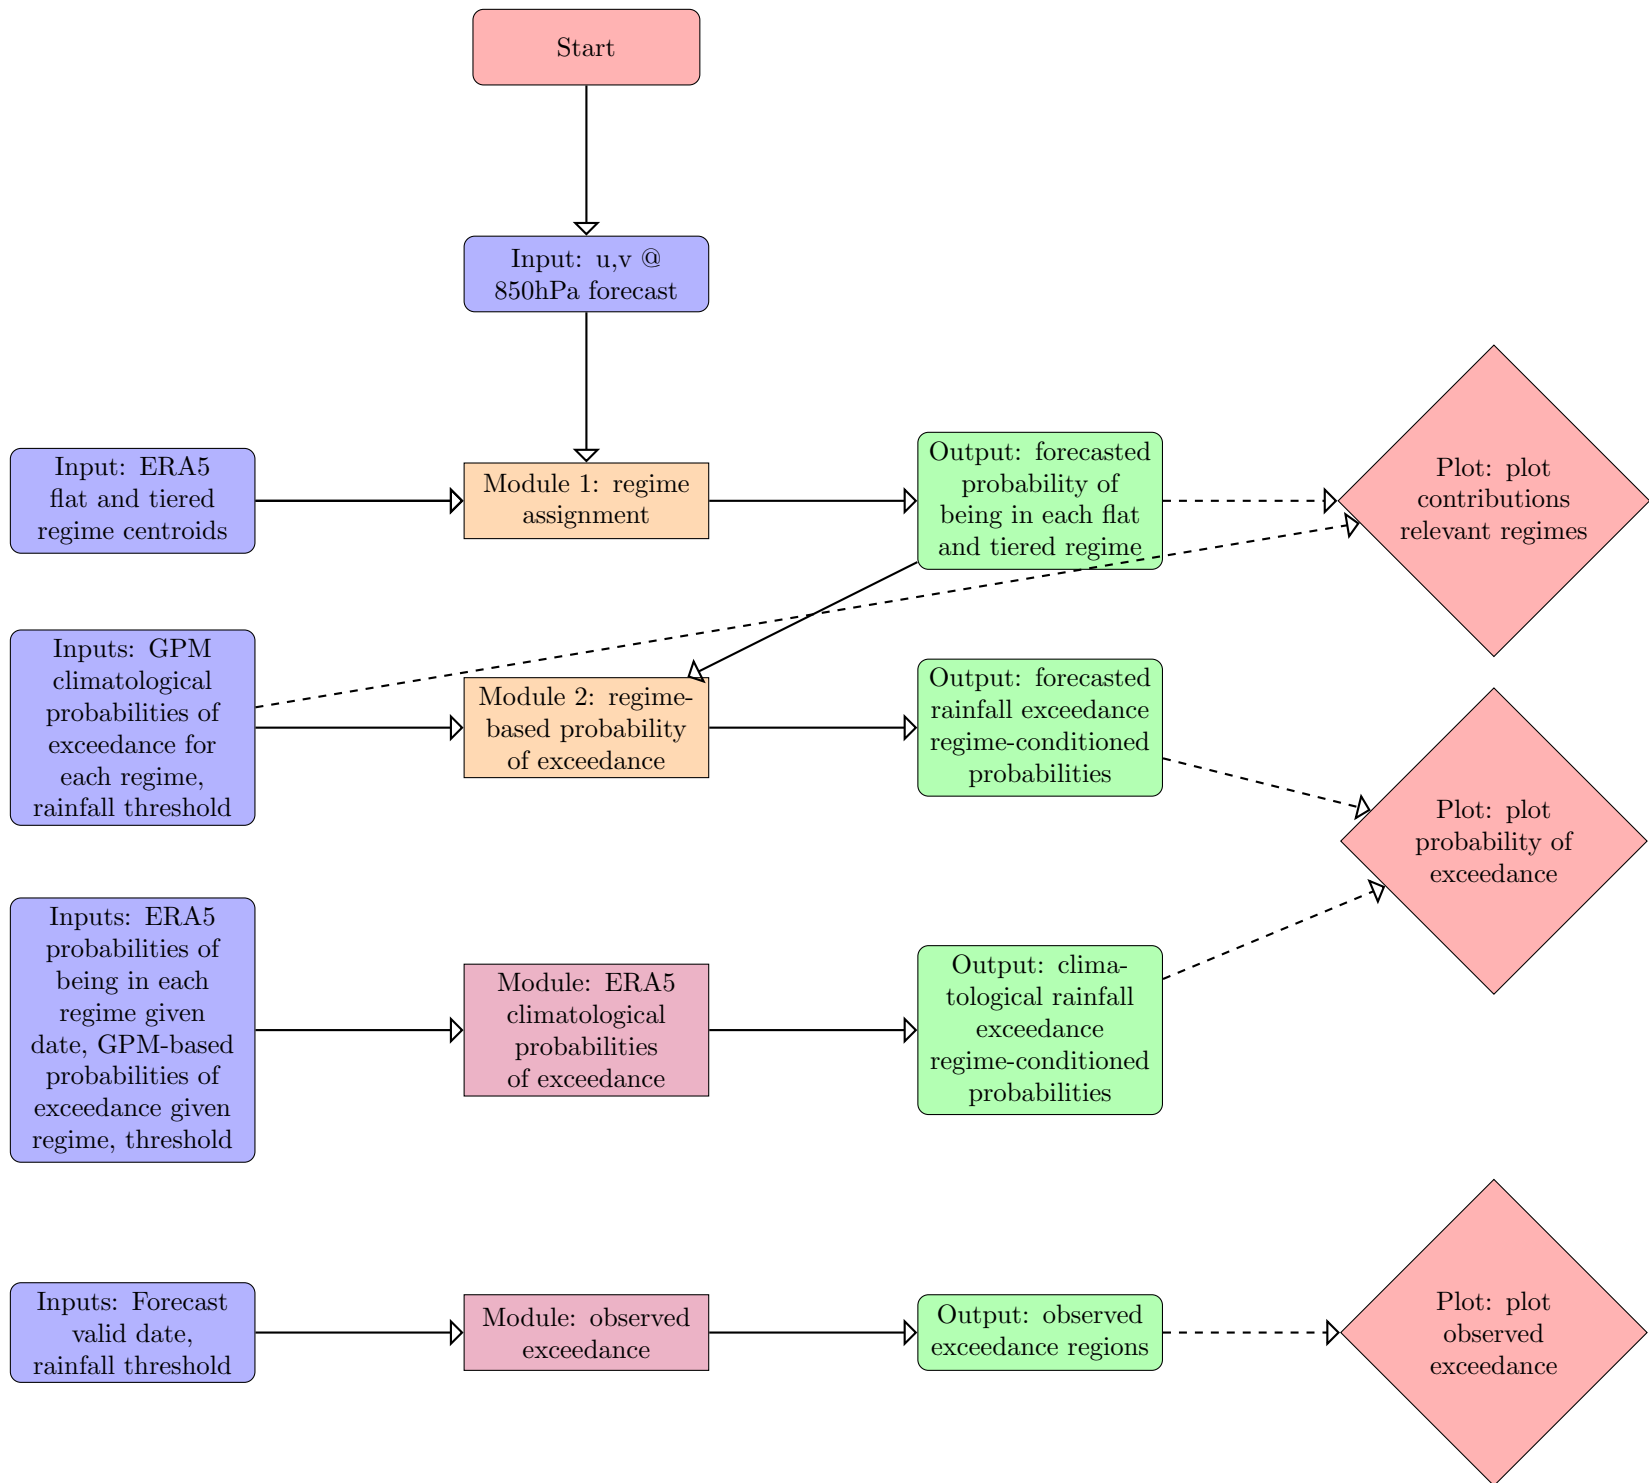 Start
Input: u,v @
850hPa forecast
Input: ERA5
flat and tiered
regime centroids
Module 1: regime
assignment
Output: forecasted
probability of
being in each flat
and tiered regime
Plot: plot
contributions
relevant regimes
Inputs: GPM
climatological
probabilities of
exceedance for
each regime,
rainfall threshold
Module 2: regime-
based probability
of exceedance
Output: forecasted
rainfall exceedance
regime-conditioned
probabilities
Plot: plot
probability of
exceedance
Inputs: ERA5
probabilities of
being in each
regime given
date, GPM-based
probabilities of
exceedance given
regime, threshold
Module: ERA5
climatological
probabilities
of exceedance
Output: clima-
tological rainfall
exceedance
regime-conditioned
probabilities
Inputs: Forecast
valid date,
rainfall threshold
Module: observed
exceedance
Output: observed
exceedance regions
Plot: plot
observed
exceedance